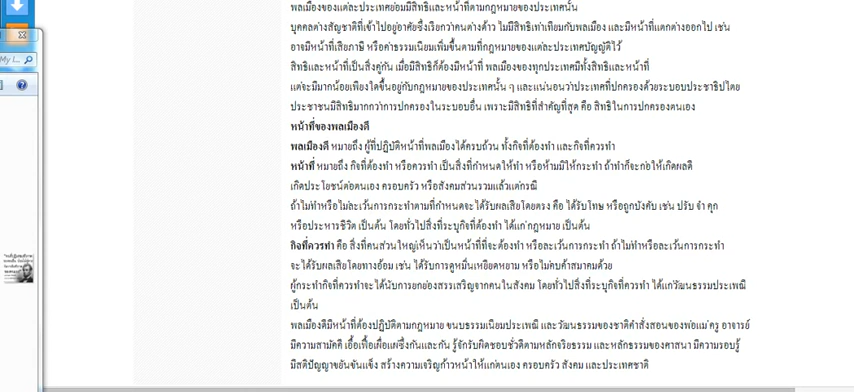 พลเมืองของแต่ละประเทศย่อมมีสิทธิและหน้าที่ตามกฎหมายของประเทศนั้น
บุคคลต่างสัญชาติที่เข้าไปอยู่อาศัยซึ่งเรียกว่าคนต่างด้าว ไม่มีสิทธิเท่าเทียมกับพลเมือง และมีหน้าที่แตกต่างออกไป เช่น
อาจมีหน้าที่เสียภาษี หรือค่าธรรมเนียมเพิ่มขึ้นตามที่กฎหมายของแต่ละประเทศบัญญัติไว้
สิทธิและหน้าที่เป็นสิ่งคู่กัน เมื่อมีสิทธิก็ต้องมีหน้าที่ พลเมืองของทุกประเทศมีทั้งสิทธิและหน้าที่
แต่จะมีมากน้อยเพียงใดขึ้นอยู่กับกฎหมายของประเทศนั้น ๆ และแน่นอนว่าประเทศที่ปกครองด้วยระบอบประชาธิปไตย
ประชาชนมีสิทธิมากกว่าการปกครองในระบอบอื่น เพราะมีสิทธิที่สำคัญที่สุด คือ สิทธิในการปกครองตนเอง
หน้าที่ของพลเมืองดี
พลเมืองดี หมายถึง ผู้ที่ปฏิบัติหน้าที่พลเมืองได้ครบถ้วน ทั้งกิจที่ต้องทำ และกิจที่ควรทำ
หน้าที่ หมายถึง กิจที่ต้องทำ หรือควรทำ เป็นสิ่งที่กำหนดให้ทำ หรือห้ามมิให้กระทำ ถ้าทำก็จะก่อให้เกิดผลดี
เกิดประโยชน์ต่อตนเอง ครอบครัว หรือสังคมส่วนรวมแล้วแต่กรณี
ถ้าไม่ทำหรือไม่ละเว้นการกระทำตามที่กำหนดจะได้รับผลเสียโดยตรง คือ ได้รับโทษ หรือถูกบังคับ เช่น ปรับ จำ คุก
หรือประหารชีวิต เป็นต้น โดยทั่วไปสิ่งที่ระบุกิจที่ต้องทำ ได้แก่ กฎหมาย เป็นต้น
กิจที่ควรทำ คือ สิ่งที่คนส่วนใหญ่เห็นว่าเป็นหน้าที่ที่จะต้องทำ หรือละเว้นการกระทำ ถ้าไม่ทำหรือละเว้นการกระทำ
จะได้รับผลเสียโดยทางอ้อม เช่น ได้รับการดูหมิ่นเหยียดหยาม หรือไม่คบค้าสมาคมด้วย
ผู้กระทำกิจที่ควรทำจะได้นับการยกย่องสรรเสริญจากคนในสังคม โดยทั่วไปสิ่งที่ระบุกิจที่ควรทำ ได้แก่วัฒนธรรมประเพณี
เป็นต้น
พลเมืองดีมีหน้าที่ต้องปฏิบัติตามกฎหมาย ขนบธรรมเนียมประเพณี และวัฒนธรรมของชาติคำสั่งสอนของพ่อแม่ ครู อาจารย์
มีความสามัคคี เอื้อเฟื้อเผื่อแผ่ซึ่งกันและกัน รู้จักรับผิดชอบชั่วดีตามหลักจริยธรรม และหลักธรรมของศาสนา มีความรอบรู้
มีสติปัญญาขยันขันแข็ง สร้างความเจริญก้าวหน้าให้แก่ตนเอง ครอบครัว สังคม และประเทศชาติ